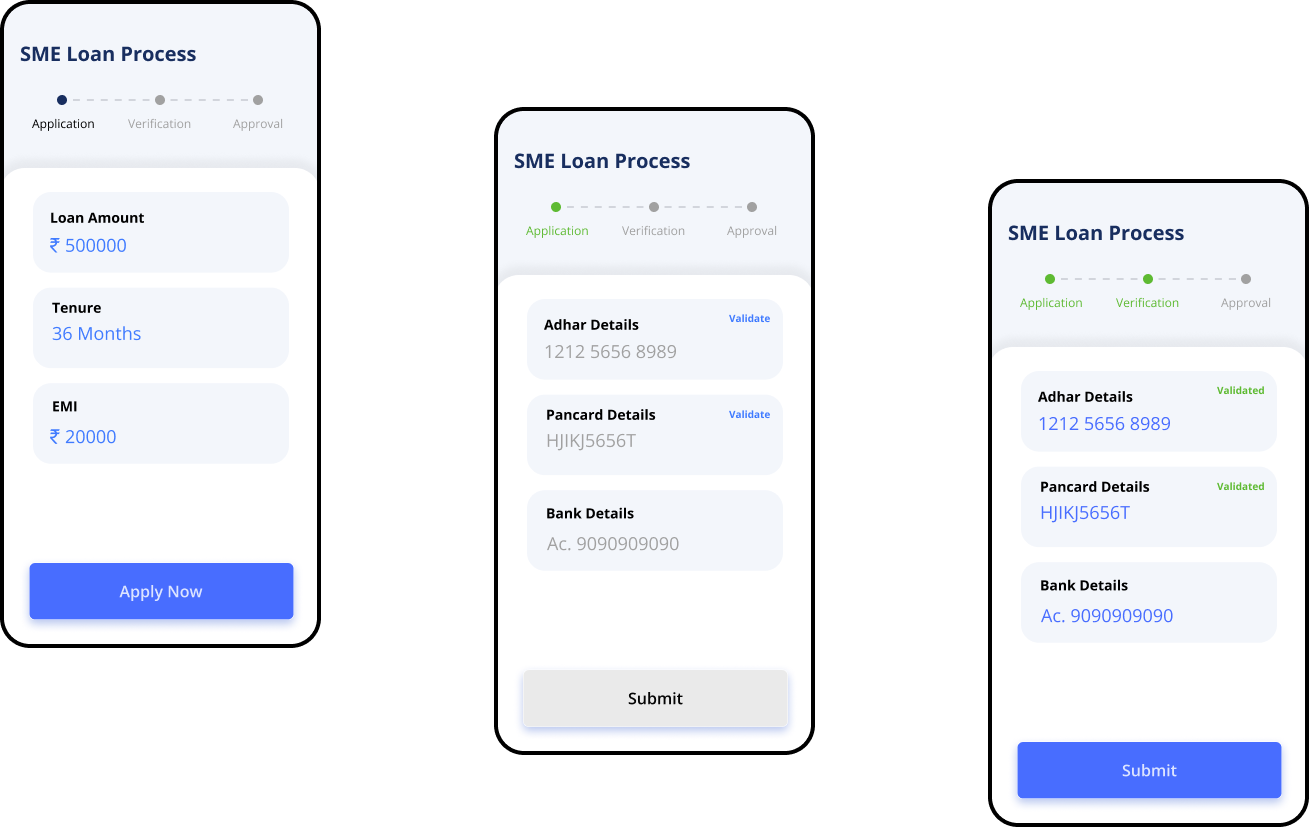 SME Loan Process
Application Verification Approval
Loan Amount
₹ 500000
Tenure
36 Months
EMI
₹ 20000
Apply Now
SME Loan Process
Application Verification Approval
Adhar Details Validate
1212 5656 8989
Pancard Details Validate
HJIKJ5656T
Bank Details
Ac. 9090909090
Submit
SME Loan Process
Application Verification Approval
Adhar Details Validated
1212 5656 8989
Pancard Details Validated
HJIKJ5656T
Bank Details
Ac. 9090909090
Submit